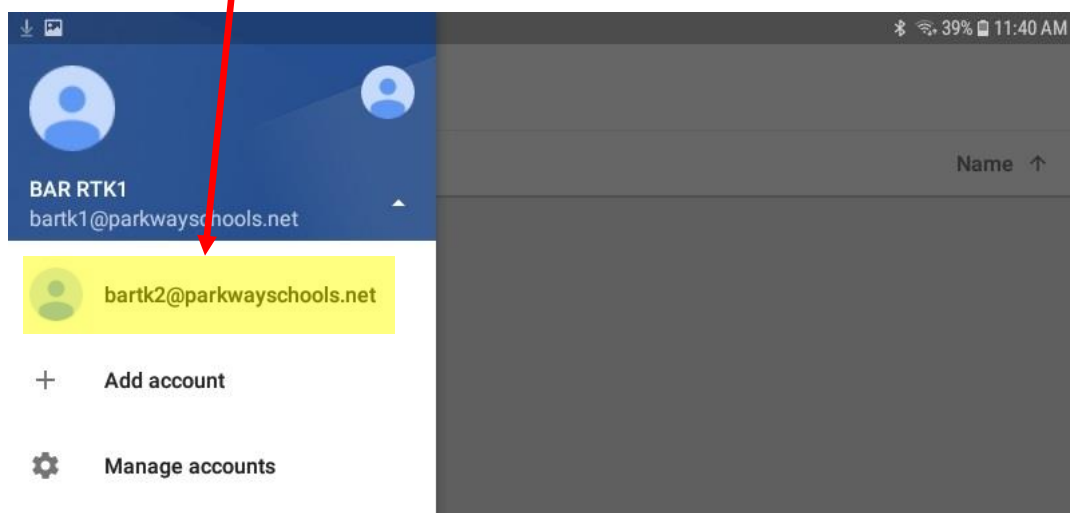 39% 11:40 AM
Name ↑
BAR RTK1
bartk1@parkwayschools.net
bartk2@parkwayschools.net
Add account
Manage accounts